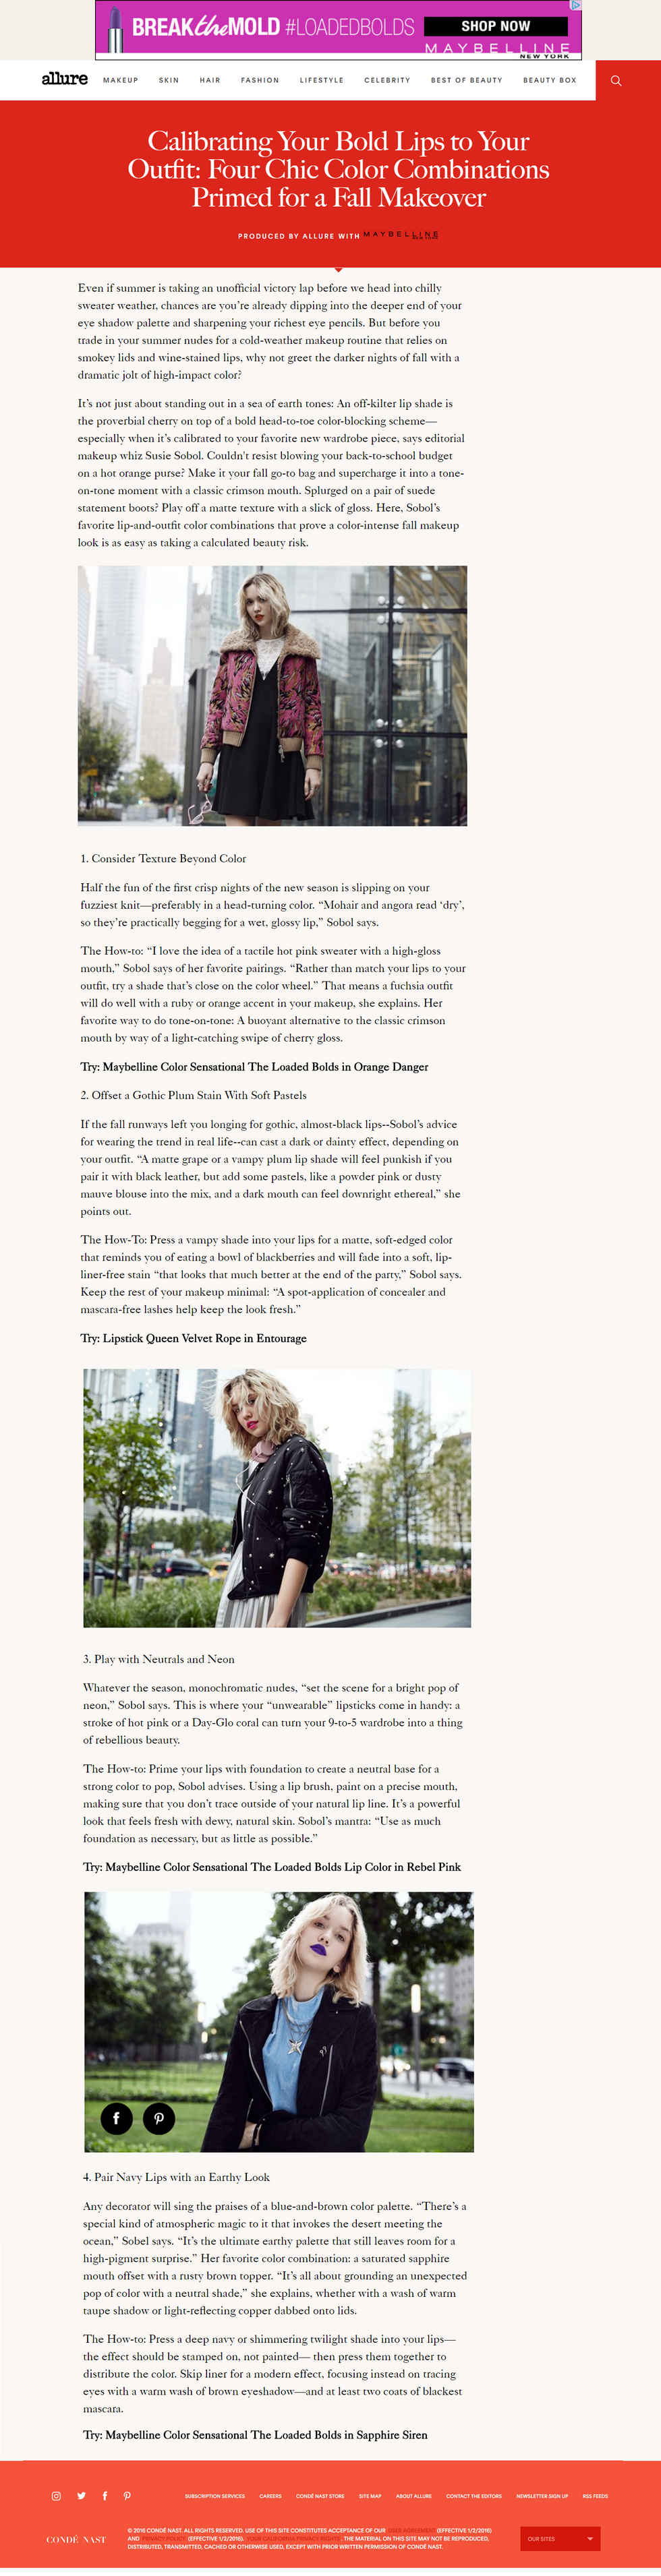 BREAK the MOLD #LOADEDBOLDS
SHOP NOW
MAYBELLINE
NEW YORK
allure
MAKEUP SKIN HAIR FASHION LIFESTYLE CELEBRITY BEST OF BEAUTY BEAUTY BOX
Calibrating Your Bold Lips to Your
Outfit: Four Chic Color Combinations
Primed for a Fall Makeover
PRODUCED BY ALLURE WITH MAYBELLINE
NEW YORK
Even if summer is taking an unofficial victory lap before we head into chilly
sweater weather, chances are you’re already dipping into the deeper end of your
eye shadow palette and sharpening your richest eye pencils. But before you
trade in your summer nudes for a cold-weather makeup routine that relies on
smokey lids and wine-stained lips, why not greet the darker nights of fall with a
dramatic jolt of high-impact color?
It’s not just about standing out in a sea of earth tones: An off-kilter lip shade is
the proverbial cherry on top of a bold head-to-toe color-blocking scheme—
especially when it’s calibrated to your favorite new wardrobe piece, says editorial
makeup whiz Susie Sobol. Couldn't resist blowing your back-to-school budget
on a hot orange purse? Make it your fall go-to bag and supercharge it into a tone-
on-tone moment with a classic crimson mouth. Splurged on a pair of suede
statement boots? Play off a matte texture with a slick of gloss. Here, Sobol’s
favorite lip-and-outfit color combinations that prove a color-intense fall makeup
look is as easy as taking a calculated beauty risk.
1. Consider Texture Beyond Color
Half the fun of the first crisp nights of the new season is slipping on your
fuzziest knit—preferably in a head-turning color. “Mohair and angora read ‘dry’,
so they’re practically begging for a wet, glossy lip,” Sobol says.
The How-to: “I love the idea of a tactile hot pink sweater with a high-gloss
mouth,” Sobol says of her favorite pairings. “Rather than match your lips to your
outfit, try a shade that’s close on the color wheel.” That means a fuchsia outfit
will do well with a ruby or orange accent in your makeup, she explains. Her
favorite way to do tone-on-tone: A buoyant alternative to the classic crimson
mouth by way of a light-catching swipe of cherry gloss.
Try: Maybelline Color Sensational The Loaded Bolds in Orange Danger
2. Offset a Gothic Plum Stain With Soft Pastels
If the fall runways left you longing for gothic, almost-black lips--Sobol’s advice
for wearing the trend in real life--can cast a dark or dainty effect, depending on
your outfit. “A matte grape or a vampy plum lip shade will feel punkish if you
pair it with black leather, but add some pastels, like a powder pink or dusty
mauve blouse into the mix, and a dark mouth can feel downright ethereal,” she
points out.
The How-To: Press a vampy shade into your lips for a matte, soft-edged color
that reminds you of eating a bowl of blackberries and will fade into a soft, lip-
liner-free stain “that looks that much better at the end of the party,” Sobol says.
Keep the rest of your makeup minimal: “A spot-application of concealer and
mascara-free lashes help keep the look fresh.”
Try: Lipstick Queen Velvet Rope in Entourage
3. Play with Neutrals and Neon
Whatever the season, monochromatic nudes, “set the scene for a bright pop of
neon,” Sobol says. This is where your “unwearable” lipsticks come in handy: a
stroke of hot pink or a Day-Glo coral can turn your 9-to-5 wardrobe into a thing
of rebellious beauty.
The How-to: Prime your lips with foundation to create a neutral base for a
strong color to pop, Sobol advises. Using a lip brush, paint on a precise mouth,
making sure that you don’t trace outside of your natural lip line. It’s a powerful
look that feels fresh with dewy, natural skin. Sobol’s mantra: “Use as much
foundation as necessary, but as little as possible.”
Try: Maybelline Color Sensational The Loaded Bolds Lip Color in Rebel Pink
4. Pair Navy Lips with an Earthy Look
Any decorator will sing the praises of a blue-and-brown color palette. “There’s a
special kind of atmospheric magic to it that invokes the desert meeting the
ocean,” Sobel says. “It’s the ultimate earthy palette that still leaves room for a
high-pigment surprise.” Her favorite color combination: a saturated sapphire
mouth offset with a rusty brown topper. “It’s all about grounding an unexpected
pop of color with a neutral shade,” she explains, whether with a wash of warm
taupe shadow or light-reflecting copper dabbed onto lids.
The How-to: Press a deep navy or shimmering twilight shade into your lips—
the effect should be stamped on, not painted— then press them together to
distribute the color. Skip liner for a modern effect, focusing instead on tracing
eyes with a warm wash of brown eyeshadow—and at least two coats of blackest
mascara.
Try: Maybelline Color Sensational The Loaded Bolds in Sapphire Siren
SUBSCRIPTION SERVICES CAREERS CONDÉ NAST STORE SITE MAP ABOUT ALLURE CONTACT THE EDITORS NEWSLETTER SIGN UP RSS FEEDS
CONDÉ NAST
© 2016 CONDÉ NAST. ALL RIGHTS RESERVED. USE OF THIS SITE CONSTITUTES ACCEPTANCE OF OUR USER AGREEMENT (EFFECTIVE 1/2/2016)
AND PRIVACY POLICY (EFFECTIVE 1/2/2016). YOUR CALIFORNIA PRIVACY RIGHTS. THE MATERIAL ON THIS SITE MAY NOT BE REPRODUCED,
DISTRIBUTED, TRANSMITTED, CACHED OR OTHERWISE USED, EXCEPT WITH PRIOR WRITTEN PERMISSION OF CONDÉ NAST.
OUR SITES